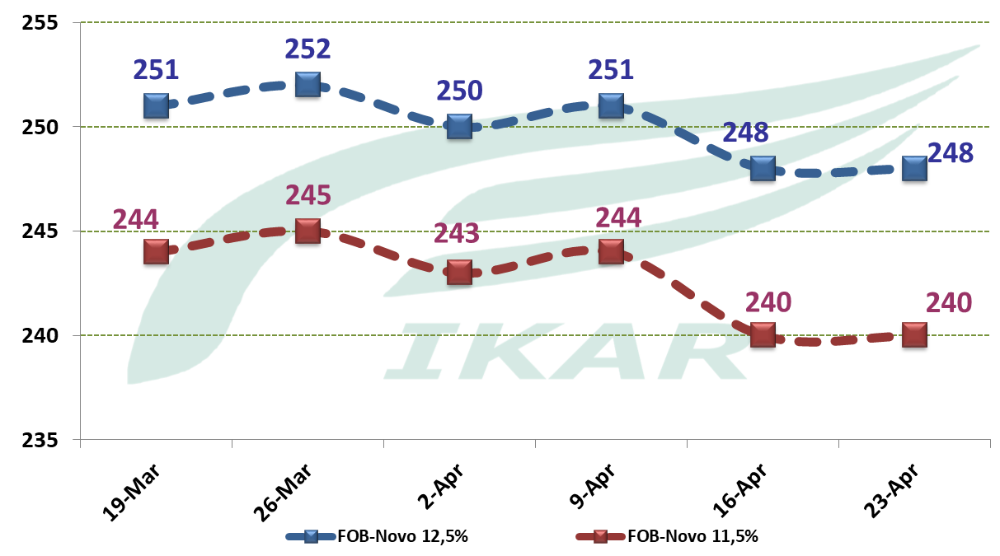 255
250
245
240
235
251
252
250
251
248
248
244
245
243
244
240
240
IKAR
19-Mar
26-Mar
2-Apr
9-Apr
16-Apr
23-Apr
FOB-Novo 12,5%
FOB-Novo 11,5%